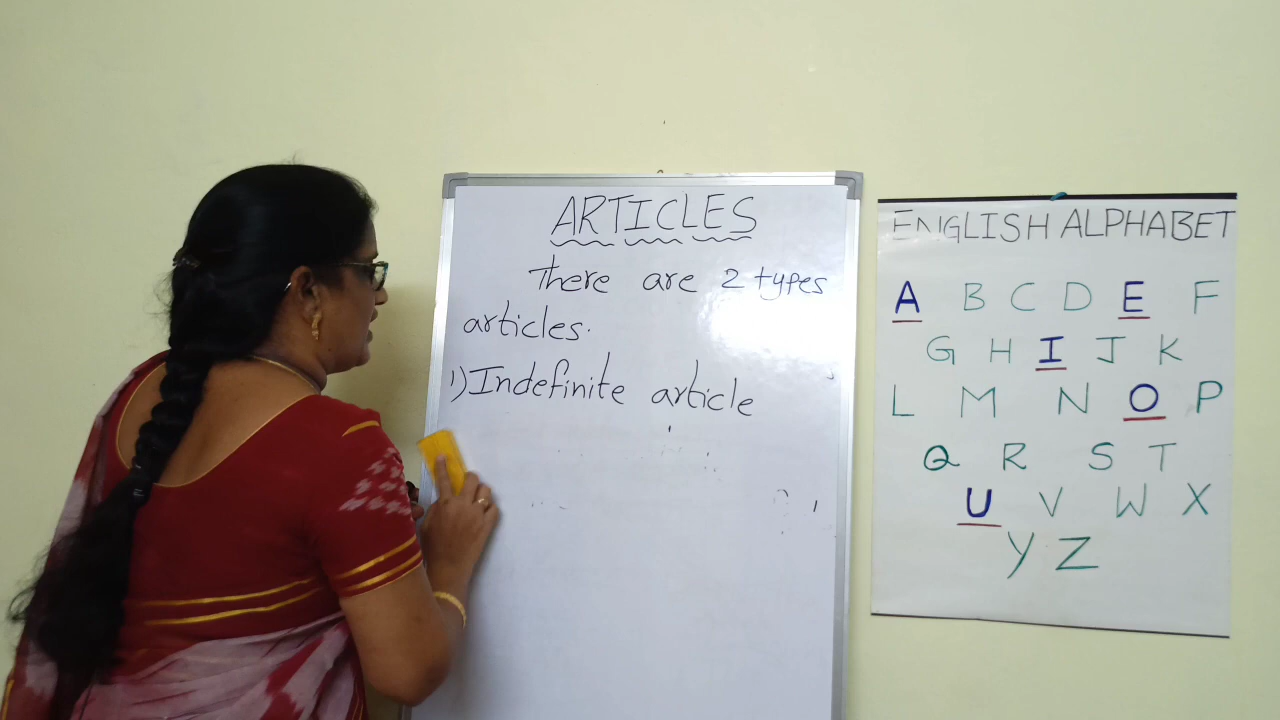 ARTICLES
There are 2 types
articles.
1) Indefinite article
ENGLISH ALPHABET
A B C D E F
G H I J K
L M N O P
Q R S T
U V W X
Y Z